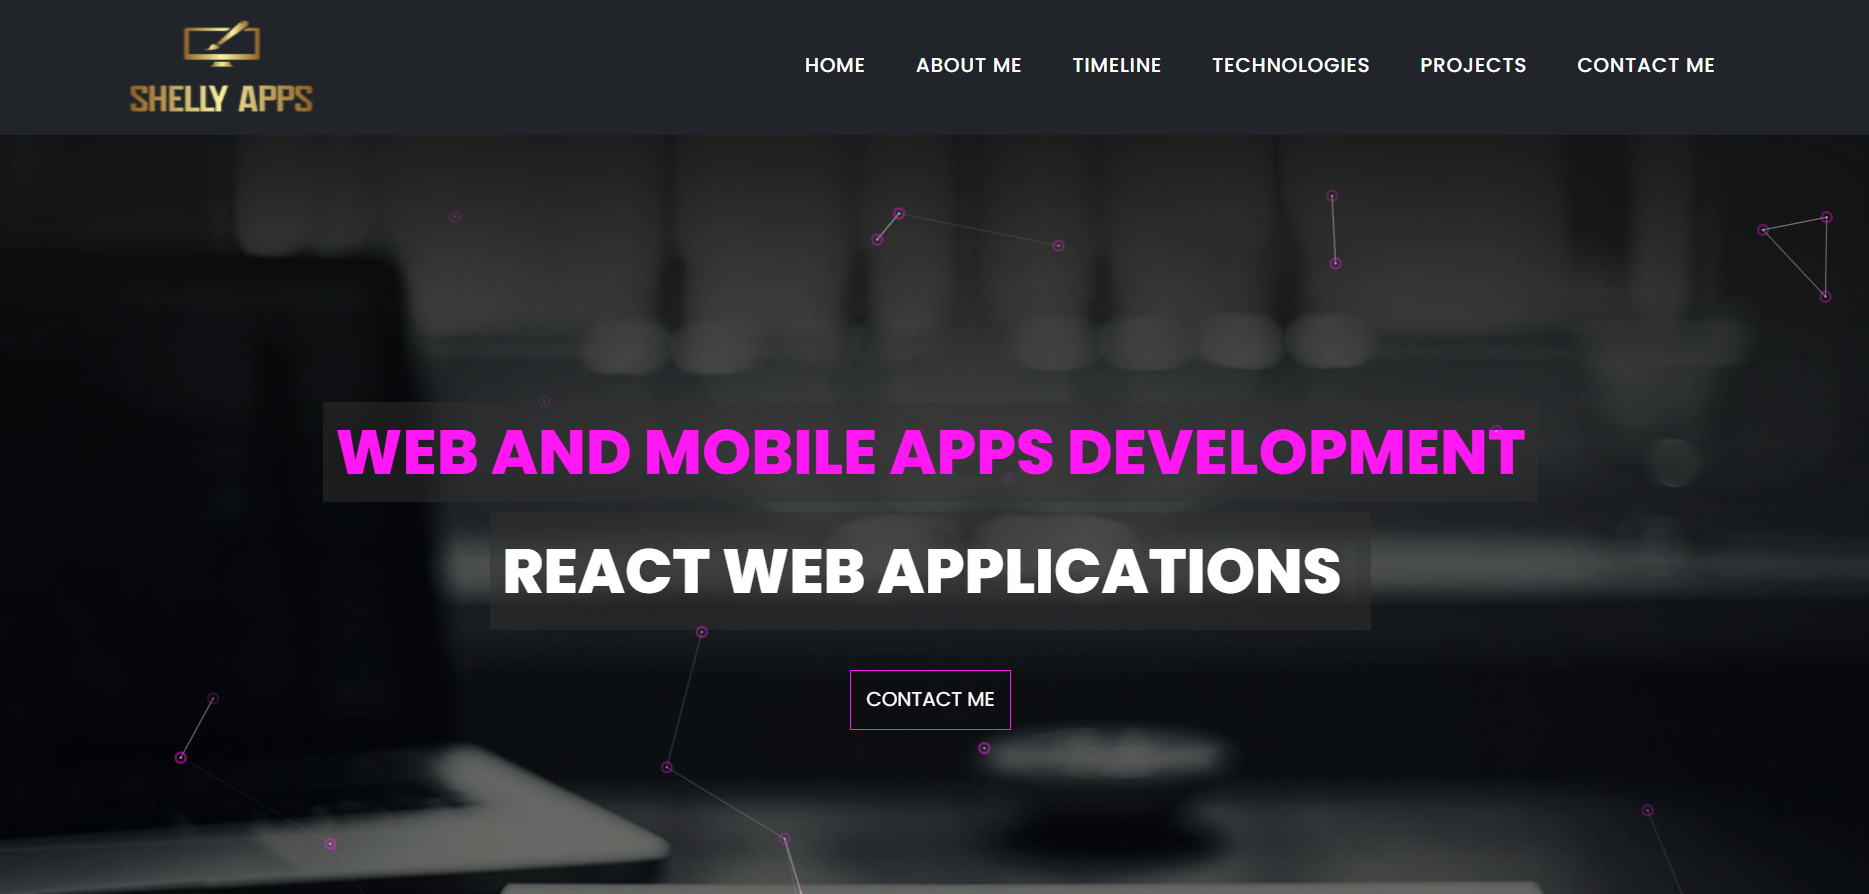 SHELLY APPS
HOME ABOUT ME TIMELINE TECHNOLOGIES PROJECTS CONTACT ME
WEB AND MOBILE APPS DEVELOPMENT
REACT WEB APPLICATIONS
CONTACT ME